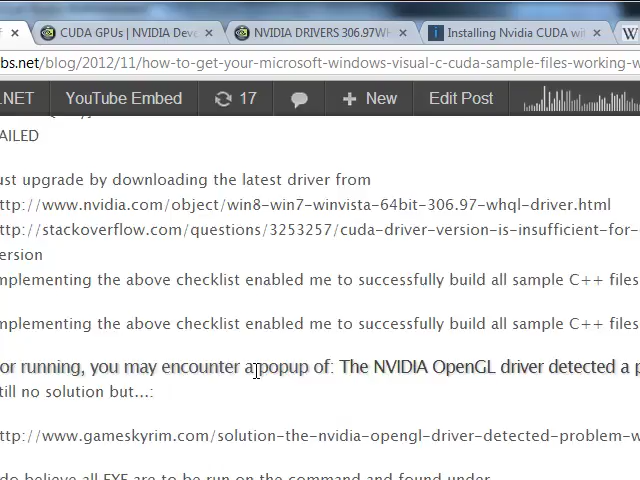 CUDA GPUs | NVIDIA Deve × NVIDIA DRIVERS 306.97WH × Installing Nvidia CUDA wit ×
bs.net/blog/2012/11/how-to-get-your-microsoft-windows-visual-c-cuda-sample-files-working-w
.NET YouTube Embed 17 New Edit Post
AILED
ust upgrade by downloading the latest driver from
ttp://www.nvidia.com/object/win8-win7-winvista-64bit-306.97-whql-driver.html
ttp://stackoverflow.com/questions/3253257/cuda-driver-version-is-insufficient-for-
ersion
mplementing the above checklist enabled me to successfully build all sample C++ files
mplementing the above checklist enabled me to successfully build all sample C++ files
or running, you may encounter a popup of: The NVIDIA OpenGL driver detected a p
till no solution but...:
ttp://www.gameskyrim.com/solution-the-nvidia-opengl-driver-detected-problem-w
do believe all EXE are to be run on the command and found under